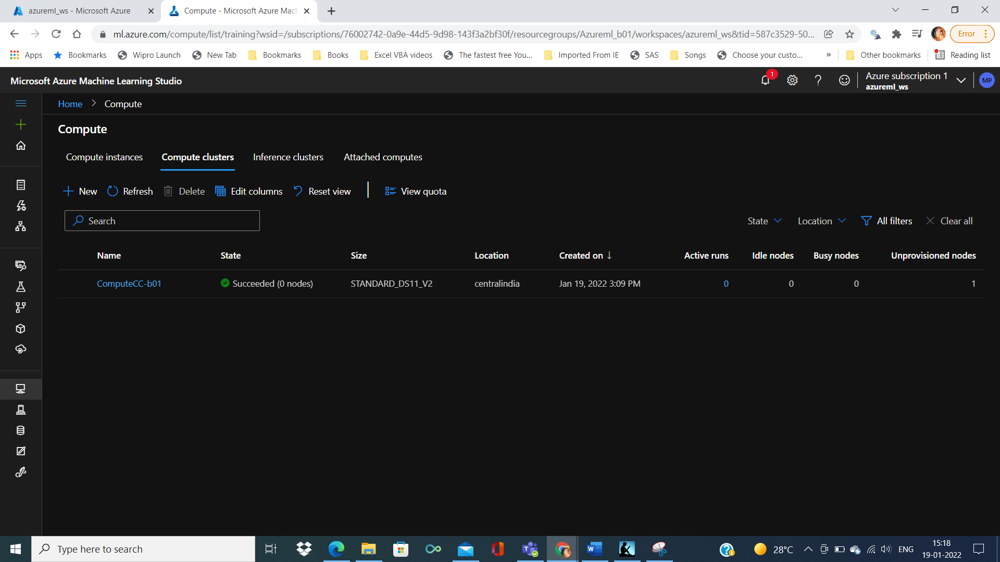 azureml_ws - Microsoft Azure
Compute - Microsoft Azure Mach
ml.azure.com/compute/list/training?wsid=/subscriptions/76002742-0a9e-44d5-9d98-143f3a2bf30f/resourcegroups/Azureml_b01/workspaces/azureml_ws&tid=587c3529-50...
Error
Apps
Bookmarks
Wipro Launch
New Tab
Bookmarks
Books
Excel VBA videos
The fastest free You...
Imported From IE
SAS
Songs
Choose your custo...
»
Other bookmarks
Reading list
Microsoft Azure Machine Learning Studio
1
Azure subscription 1
azureml_ws
MP
Home > Compute
Compute
Compute instances
Compute clusters
Inference clusters
Attached computes
New
Refresh
Delete
Edit columns
Reset view
View quota
Search
State
Location
All filters
Clear all
Name State Size Location Created on ↓ Active runs Idle nodes Busy nodes Unprovisioned nodes
ComputeCC-b01 Succeeded (0 nodes) STANDARD_DS11_V2 centralindia Jan 19, 2022 3:09 PM 0 0 0 1
Type here to search
28°C
ENG
15:18
19-01-2022